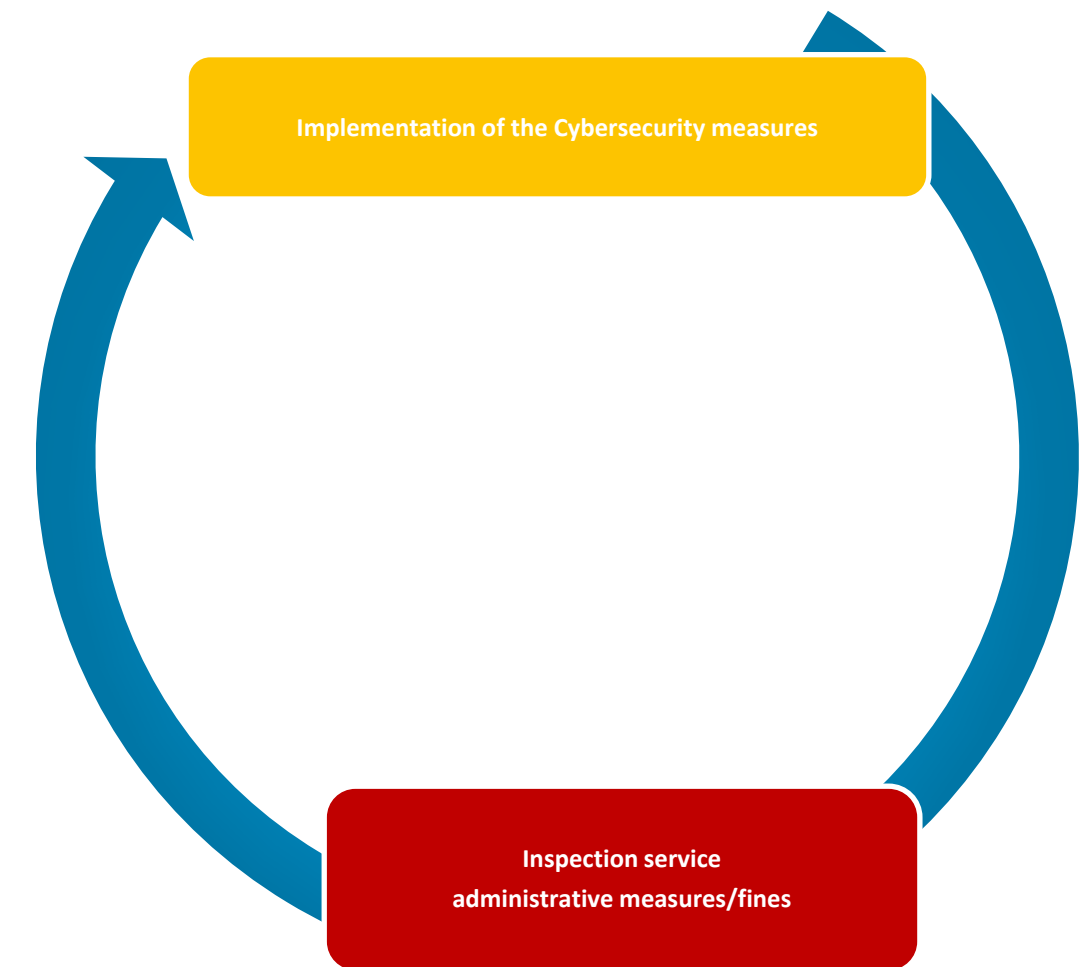 Implementation of the Cybersecurity measures
Inspection service
administrative measures/fines